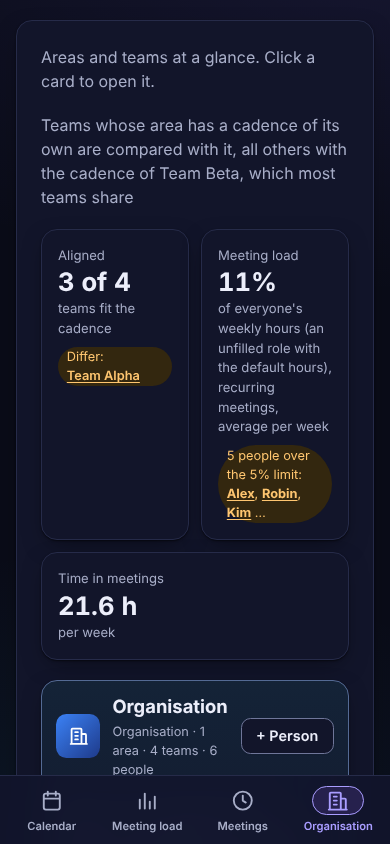 Areas and teams at a glance. Click a
card to open it.
Teams whose area has a cadence of its
own are compared with it, all others with
the cadence of Team Beta, which most
teams share
Aligned
3 of 4
teams fit the
cadence
Differ:
Team Alpha
Meeting load
11%
of everyone's
weekly hours (an
unfilled role with
the default hours),
recurring
meetings,
average per week
5 people over
the 5% limit:
Alex, Robin,
Kim ...
Time in meetings
21.6 h
per week
Organisation
Organisation · 1
area · 4 teams · 6
people
+ Person
Calendar
Meeting load
Meetings
Organisation